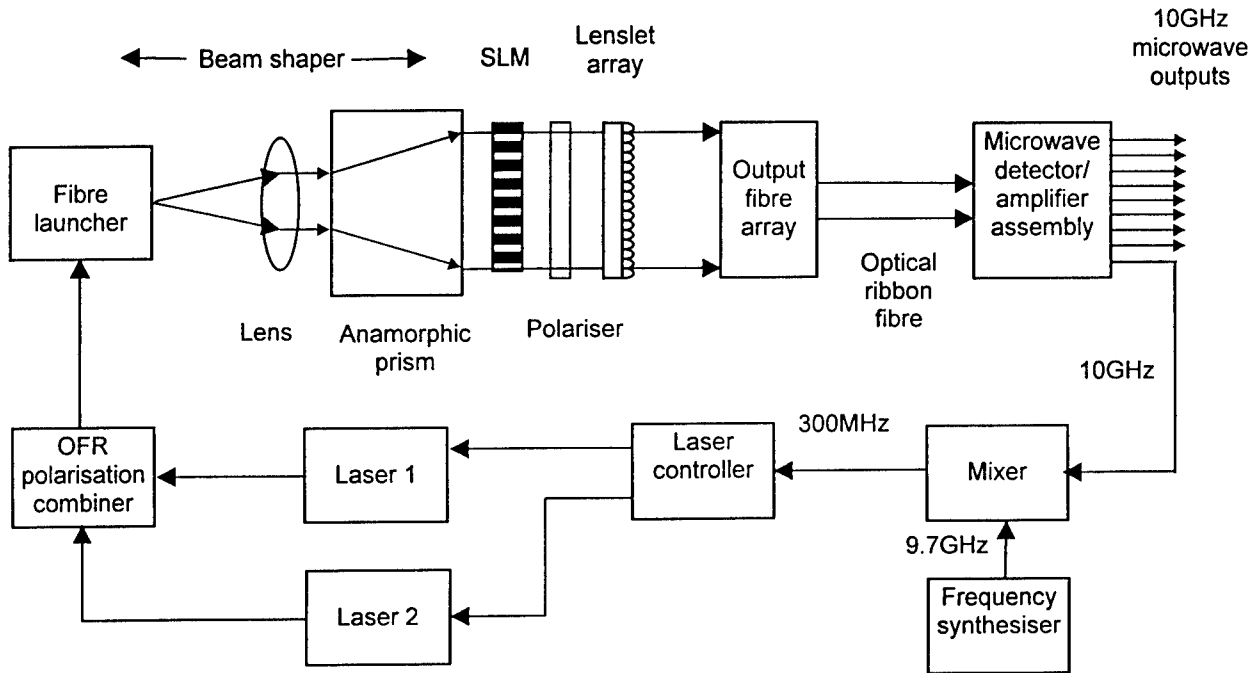 10GHz
microwave
outputs
Beam shaper
SLM
Lenslet
array
Fibre
launcher
Output
fibre
array
Microwave
detector/
amplifier
assembly
Lens
Anamorphic
prism
Polariser
Optical
ribbon
fibre
10GHz
OFR
polarisation
combiner
Laser 1
Laser
controller
300MHz
Mixer
9.7GHz
Laser 2
Frequency
synthesiser